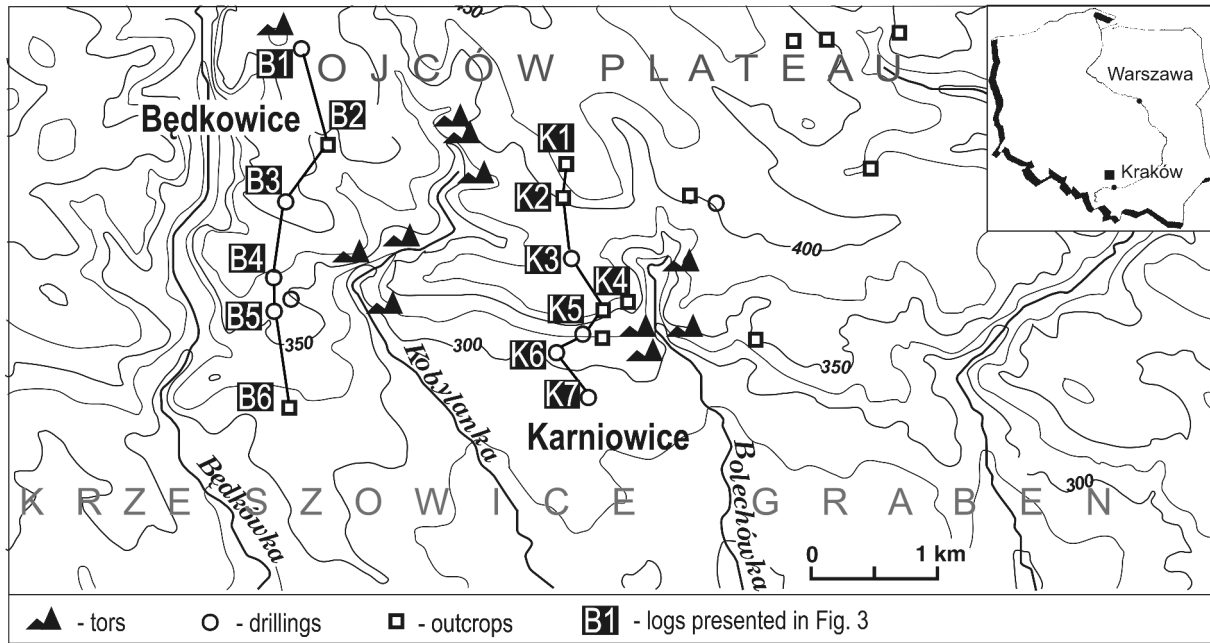 450
B1
OJCÓW PLATEAU
Warszawa
Kraków
Będkowice
B2
K1
B3
K2
400
B4
K3
K4
B5
K5
350
300
K6
350
B6
K7
Kobylanka
Karniowice
Bolechówka
Będkówka
300
KRZESZOWICE GRABEN
0 1 km
- tors
- drillings
- outcrops
B1 - logs presented in Fig. 3